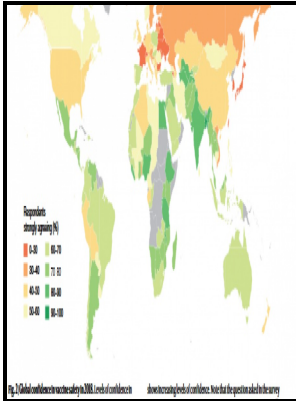 Respondents
strongly agreeing (%)
0–30 60–70
30–40 70–80
40–50 80–90
50–60 90–100
Fig. 2 | Global confidence in vaccine safety in 2018. Levels of confidence in
shows increasing levels of confidence. Note that the question asked in the survey